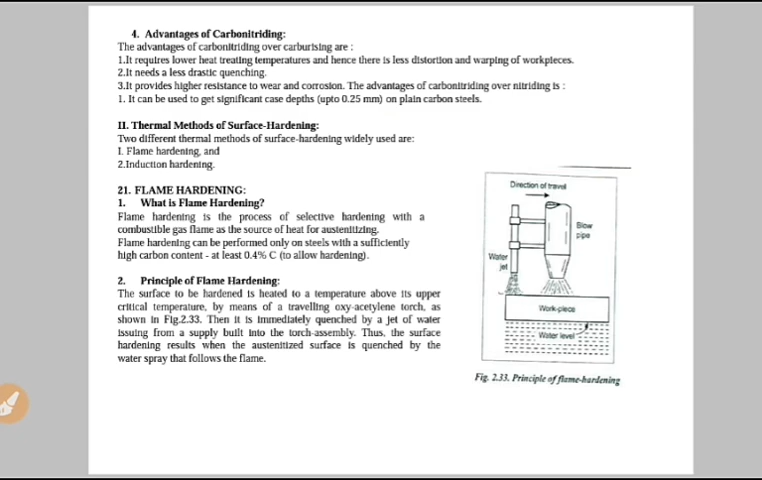 4. Advantages of Carbonitriding:
The advantages of carbonitriding over carburising are :
1.It requires lower heat treating temperatures and hence there is less distortion and warping of workpieces.
2.It needs a less drastic quenching.
3.It provides higher resistance to wear and corrosion. The advantages of carbonitriding over nitriding is :
1. It can be used to get significant case depths (upto 0.25 mm) on plain carbon steels.
II. Thermal Methods of Surface-Hardening:
Two different thermal methods of surface-hardening widely used are:
I. Flame hardening, and
2.Induction hardening.
21. FLAME HARDENING:
1. What is Flame Hardening?
Flame hardening is the process of selective hardening with a
combustible gas flame as the source of heat for austenitizing.
Flame hardening can be performed only on steels with a sufficiently
high carbon content - at least 0.4% C (to allow hardening).
2. Principle of Flame Hardening:
The surface to be hardened is heated to a temperature above its upper
critical temperature, by means of a travelling oxy-acetylene torch, as
shown in Fig.2.33. Then it is immediately quenched by a jet of water
issuing from a supply built into the torch-assembly. Thus, the surface
hardening results when the austenitized surface is quenched by the
water spray that follows the flame.
Direction of travel
Blow
pipe
Water
jet
Work-piece
Water level
Fig. 2.33. Principle of flame-hardening